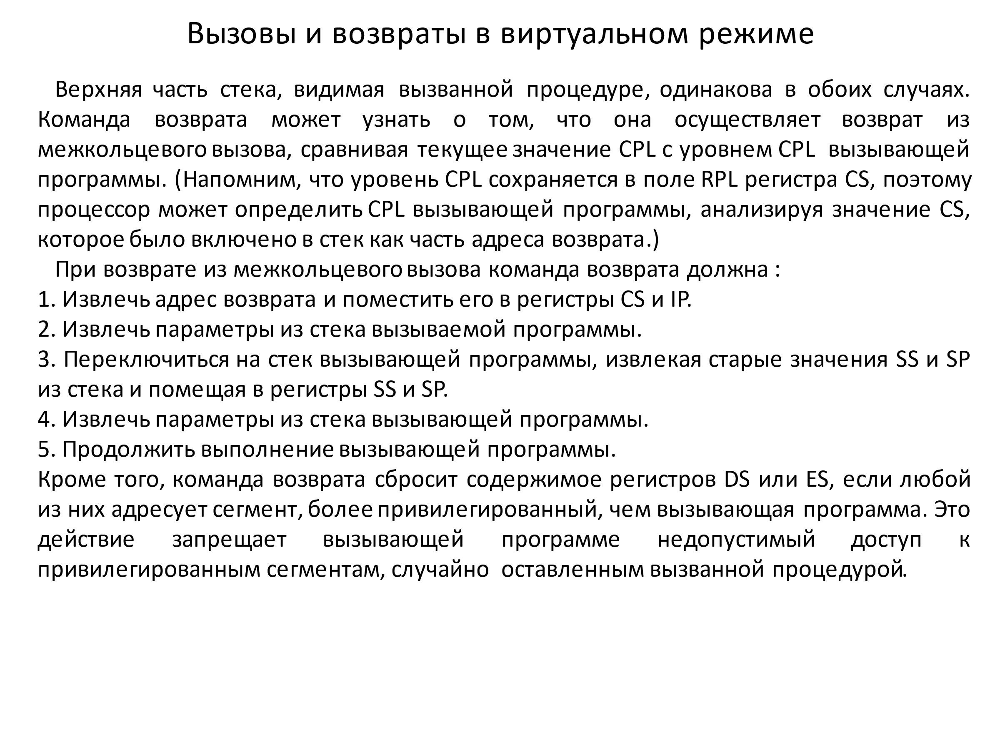 Вызовы и возвраты в виртуальном режиме
Верхняя часть стека, видимая вызванной процедуре, одинакова в обоих случаях.
Команда возврата может узнать о том, что она осуществляет возврат из
межкольцевого вызова, сравнивая текущее значение CPL с уровнем CPL вызывающей
программы. (Напомним, что уровень CPL сохраняется в поле RPL регистра CS, поэтому
процессор может определить CPL вызывающей программы, анализируя значение CS,
которое было включено в стек как часть адреса возврата.)
При возврате из межкольцевого вызова команда возврата должна :
1. Извлечь адрес возврата и поместить его в регистры CS и IP.
2. Извлечь параметры из стека вызываемой программы.
3. Переключиться на стек вызывающей программы, извлекая старые значения SS и SP
из стека и помещая в регистры SS и SP.
4. Извлечь параметры из стека вызывающей программы.
5. Продолжить выполнение вызывающей программы.
Кроме того, команда возврата сбросит содержимое регистров DS или ES, если любой
из них адресует сегмент, более привилегированный, чем вызывающая программа. Это
действие запрещает вызывающей программе недопустимый доступ к
привилегированным сегментам, случайно оставленным вызванной процедурой.